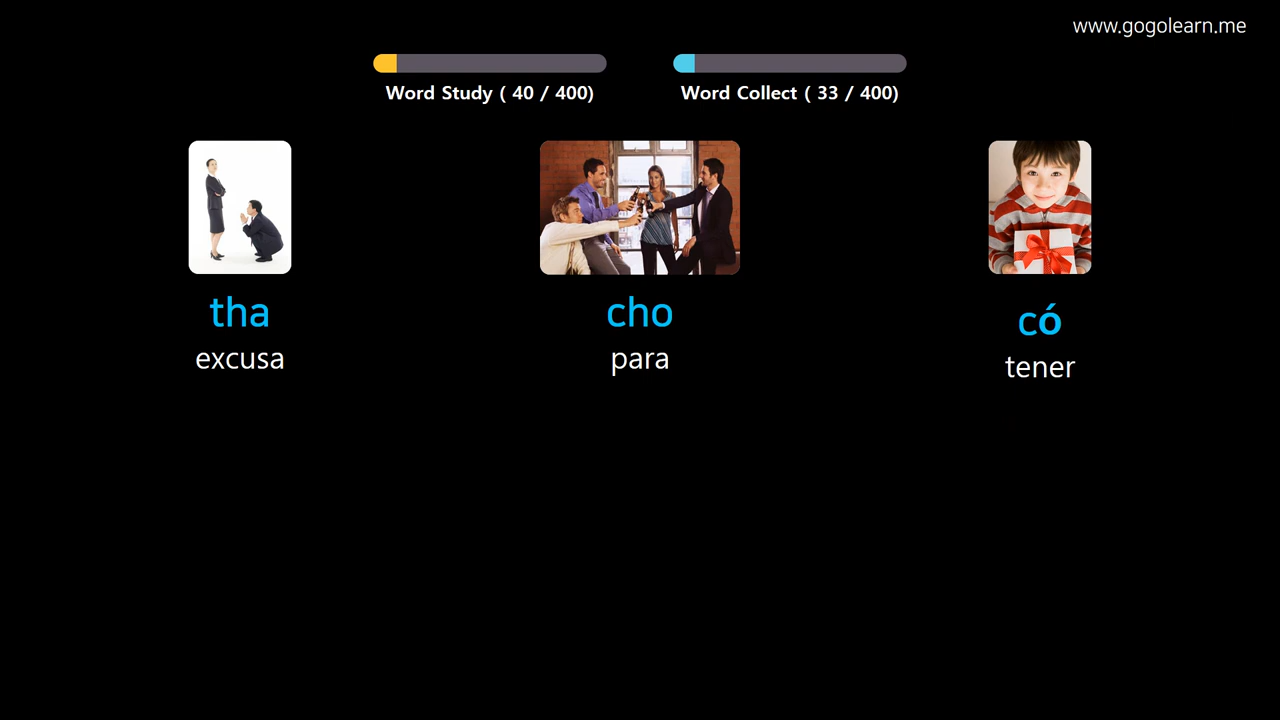 www.gogolearn.me
Word Study ( 40 / 400)
Word Collect ( 33 / 400)
tha
excusa
cho
para
có
tener